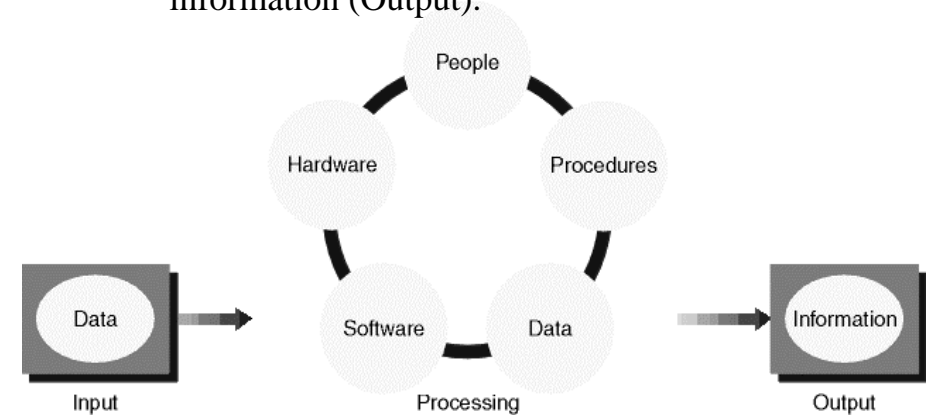 information (Output).
People
Hardware
Procedures
Data
Software
Data
Information
Input
Processing
Output